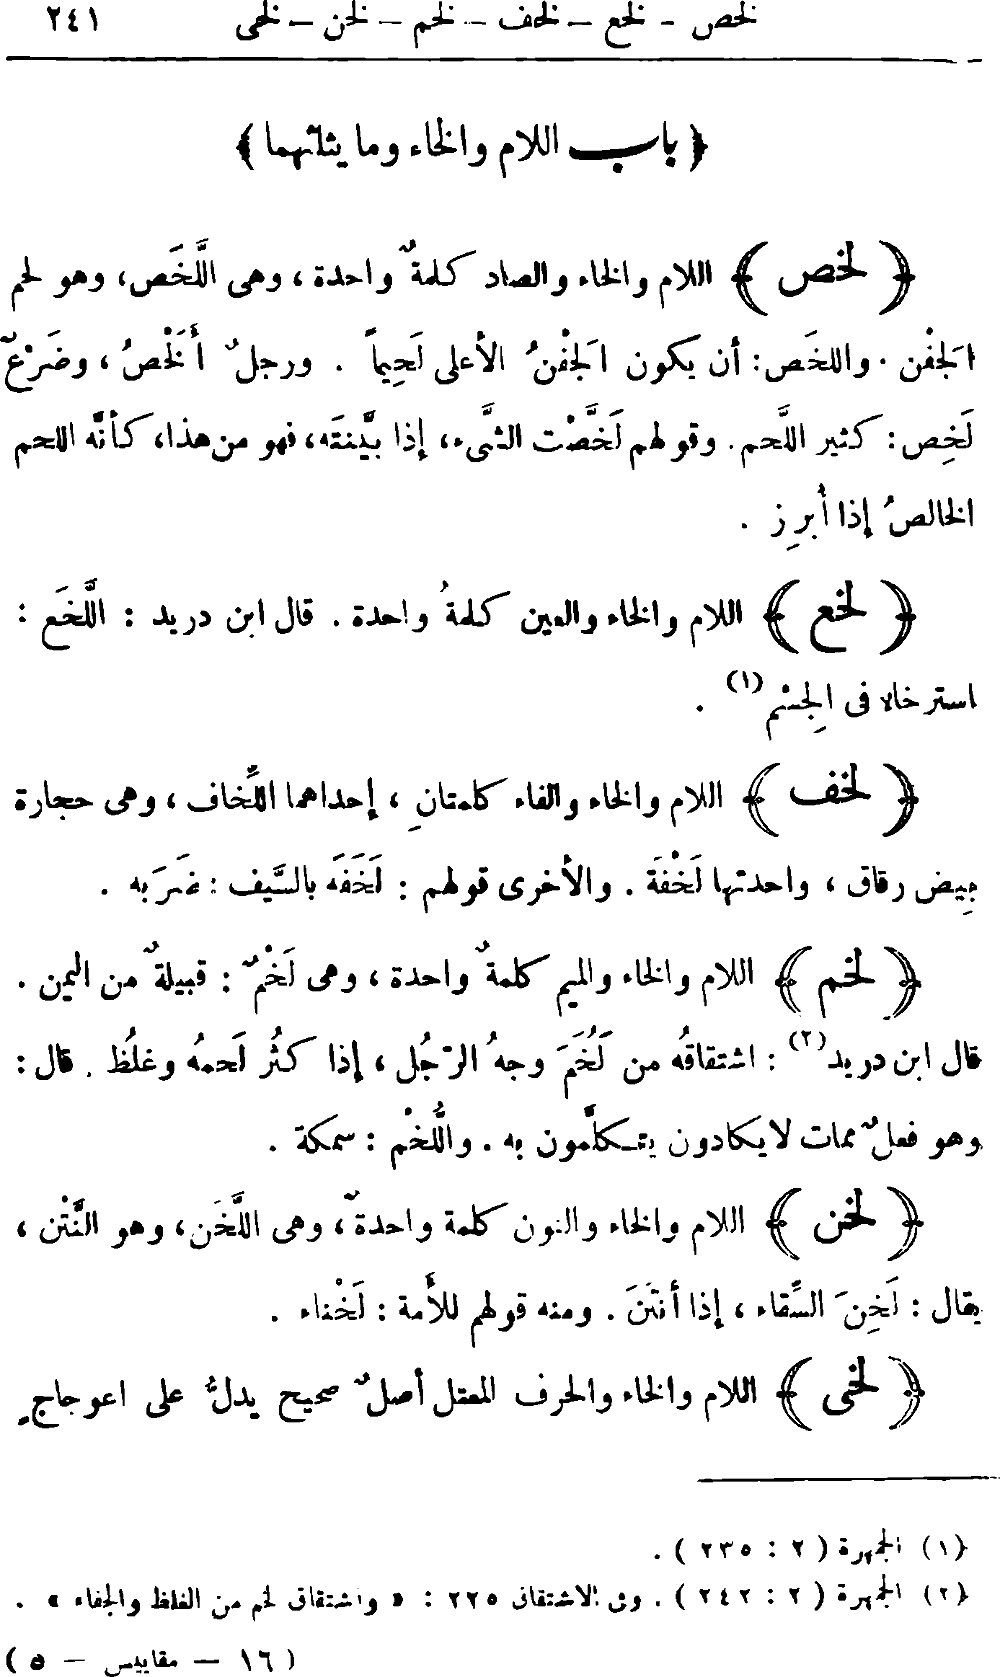 لخص - لخع - لخف - لخم - لخن - لخى ٢٤١
﴿ باب اللام والخاء وما يثلثهما ﴾
﴿ لخص ﴾ اللام والخاء والصاد كلمةٌ واحدة ، وهى اللَّخَص، وهو لحم
الجَفْن . واللخَص: أن يكون الجَفْنُ الأعلى لَحِيماً . ورجلٌ أَلْخَصُ ، وضَرْعٌ
لَخِص: كثير اللَّحم. وقولهم لَخَّصْت الشَّىء، إذا بيَّنتَه، فهو من هذا، كأنَّه اللحم
الخالصُ إذا أُبرِز .
﴿ لخع ﴾ اللام والخاء والعين كلمةُ واحدة . قال ابن دريد : اللَّخَع :
استرخاء فى الجِسْم (١) .
﴿ لخف ﴾ اللام والخاء والفاء كلمتانِ ، إحداهما اللِّخاف ، وهى حجارة
بِيض رقاق ، واحدتها لَخْفَة . والأخرى قولهم : لَخَفَه بالسَّيف : ضَرَبه .
﴿ لخم ﴾ اللام والخاء والميم كلمةٌ واحدة ، وهى لَخْمٌ : قبيلةٌ من اليمن .
قال ابن دريد (٢) : اشتقاقُه من لَخُمَ وجهُ الرّجُل ، إذا كثُر لَحمهُ وغلُظ . قال :
وهو فعلٌ ممات لا يكادون يتكلَّمون به . واللُّخْم : سمكة .
﴿ لخن ﴾ اللام والخاء والنون كلمة واحدةٌ ، وهى اللَّخَن، وهو النَّتْن ،
يقال : لَخِنَ السِّقاء ، إذا أنتَنَ . ومنه قولهم للأَمة : لَخْناء .
﴿ لخى ﴾ اللام والخاء والحرف المعتل أصلٌ صحيح يدلُّ على اعوجاجٍ
(١) الجمهرة ( ٢ : ٢٣٥ ) .
(٢) الجمهرة ( ٢ : ٢٤٢ ) . وفى الاشتقاق ٢٢٥ : « واشتقاق لخم من الغلظ والجفاء » .
( ١٦ — مقاييس — ٥ )